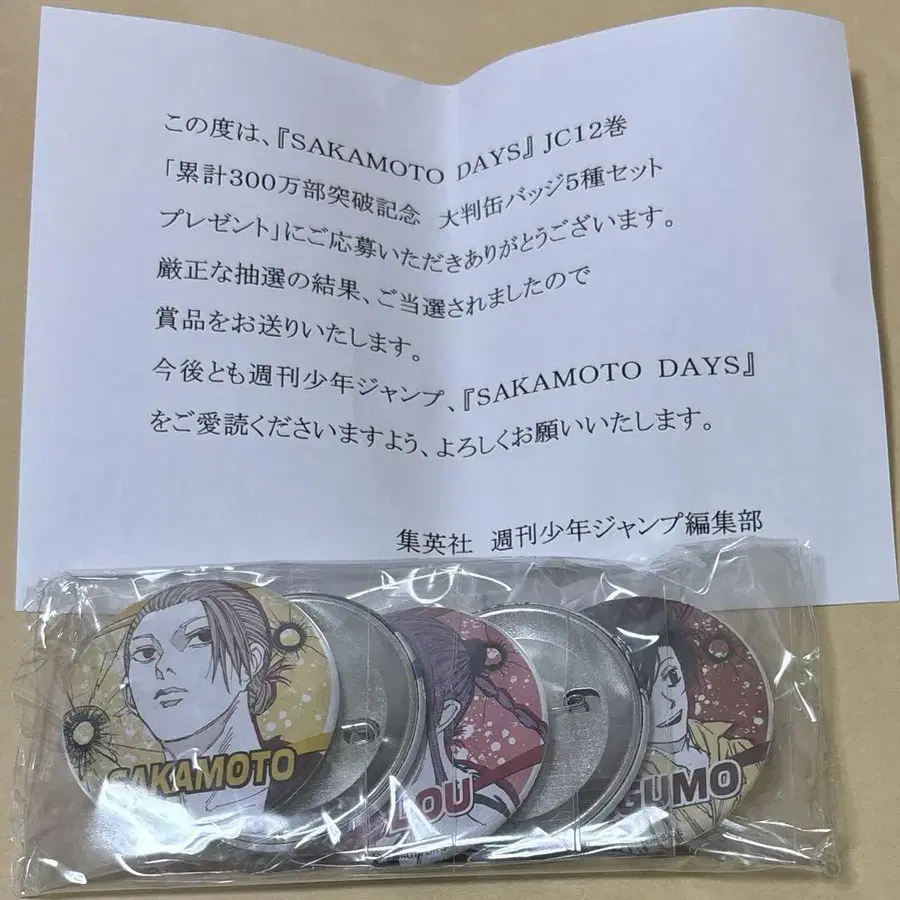 この度は、『SAKAMOTO DAYS』 JC12巻
「累計300万部突破記念 大判缶バッジ5種セット
プレゼント」にご応募いただきありがとうございます。
厳正な抽選の結果、ご当選されましたので
賞品をお送りいたします。
今後とも週刊少年ジャンプ、『SAKAMOTO DAYS』
をご愛読くださいますよう、よろしくお願いいたします。
集英社 週刊少年ジャンプ編集部
SAKAMOTO
LOU
GUMO